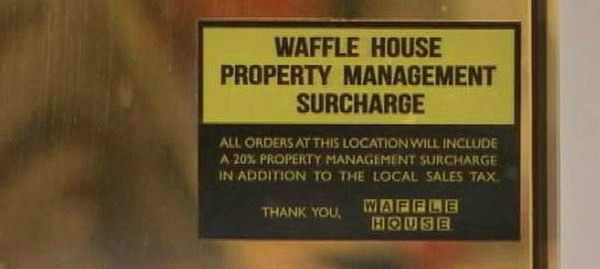 WAFFLE HOUSE
PROPERTY MANAGEMENT
SURCHARGE
ALL ORDERS AT THIS LOCATION WILL INCLUDE
A 20% PROPERTY MANAGEMENT SURCHARGE
IN ADDITION TO THE LOCAL SALES TAX.
THANK YOU, WAFFLE
HOUSE